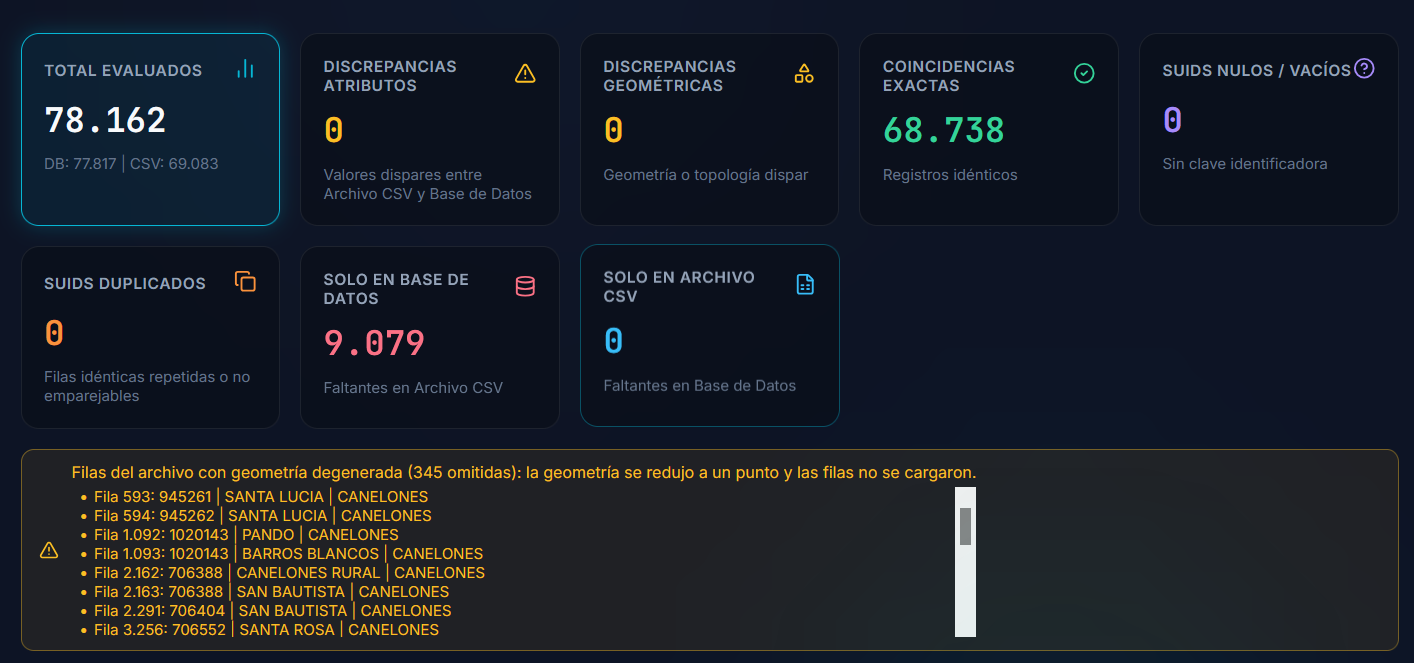 TOTAL EVALUADOS
78.162
DB: 77.817 | CSV: 69.083
DISCREPANCIAS
ATRIBUTOS
0
Valores dispares entre
Archivo CSV y Base de Datos
DISCREPANCIAS
GEOMÉTRICAS
0
Geometría o topología dispar
COINCIDENCIAS
EXACTAS
68.738
Registros idénticos
SUIDS NULOS / VACÍOS
0
Sin clave identificadora
SUIDS DUPLICADOS
0
Filas idénticas repetidas o no
emparejables
SOLO EN BASE DE
DATOS
9.079
Faltantes en Archivo CSV
SOLO EN ARCHIVO
CSV
0
Faltantes en Base de Datos
Filas del archivo con geometría degenerada (345 omitidas): la geometría se redujo a un punto y las filas no se cargaron.
• Fila 593: 945261 | SANTA LUCIA | CANELONES
• Fila 594: 945262 | SANTA LUCIA | CANELONES
• Fila 1.092: 1020143 | PANDO | CANELONES
• Fila 1.093: 1020143 | BARROS BLANCOS | CANELONES
• Fila 2.162: 706388 | CANELONES RURAL | CANELONES
• Fila 2.163: 706388 | SAN BAUTISTA | CANELONES
• Fila 2.291: 706404 | SAN BAUTISTA | CANELONES
• Fila 3.256: 706552 | SANTA ROSA | CANELONES